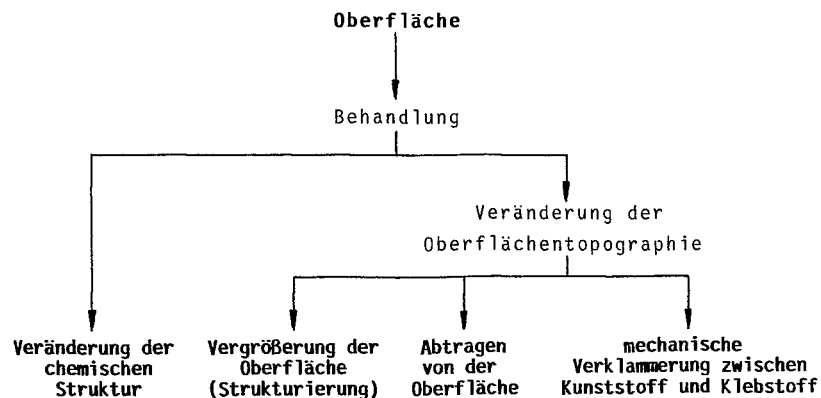 Oberfläche
Behandlung
Veränderung der
Oberflächentopographie
Veränderung der
chemischen
Struktur
Vergrößerung der
Oberfläche
(Strukturierung)
Abtragen
von der
Oberfläche
mechanische
Verklammerung zwischen
Kunststoff und Klebstoff